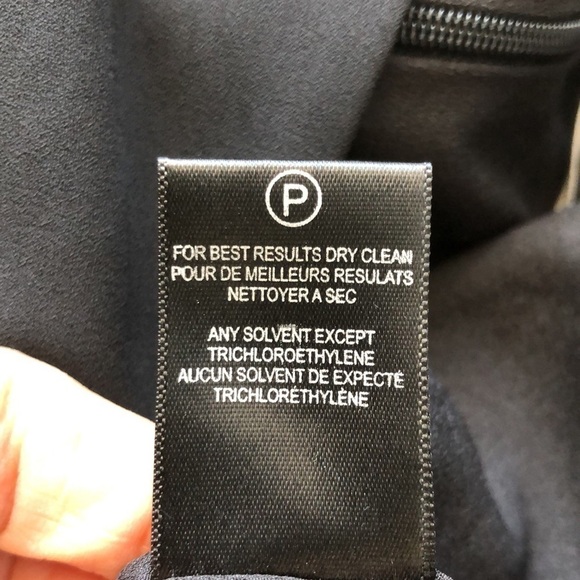 P
FOR BEST RESULTS DRY CLEAN
POUR DE MEILLEURS RESULATS
NETTOYER A SEC
ANY SOLVENT EXCEPT
TRICHLOROETHYLENE
AUCUN SOLVENT DE EXPECTÉ
TRICHLORÉTHYLÈNE